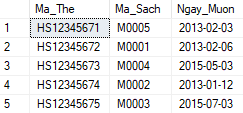 Ma_The Ma_Sach Ngay_Muon
1 HS12345671 M0005 2013-02-03
2 HS12345672 M0001 2013-02-06
3 HS12345673 M0004 2015-05-03
4 HS12345674 M0002 2013-01-12
5 HS12345675 M0003 2015-07-03